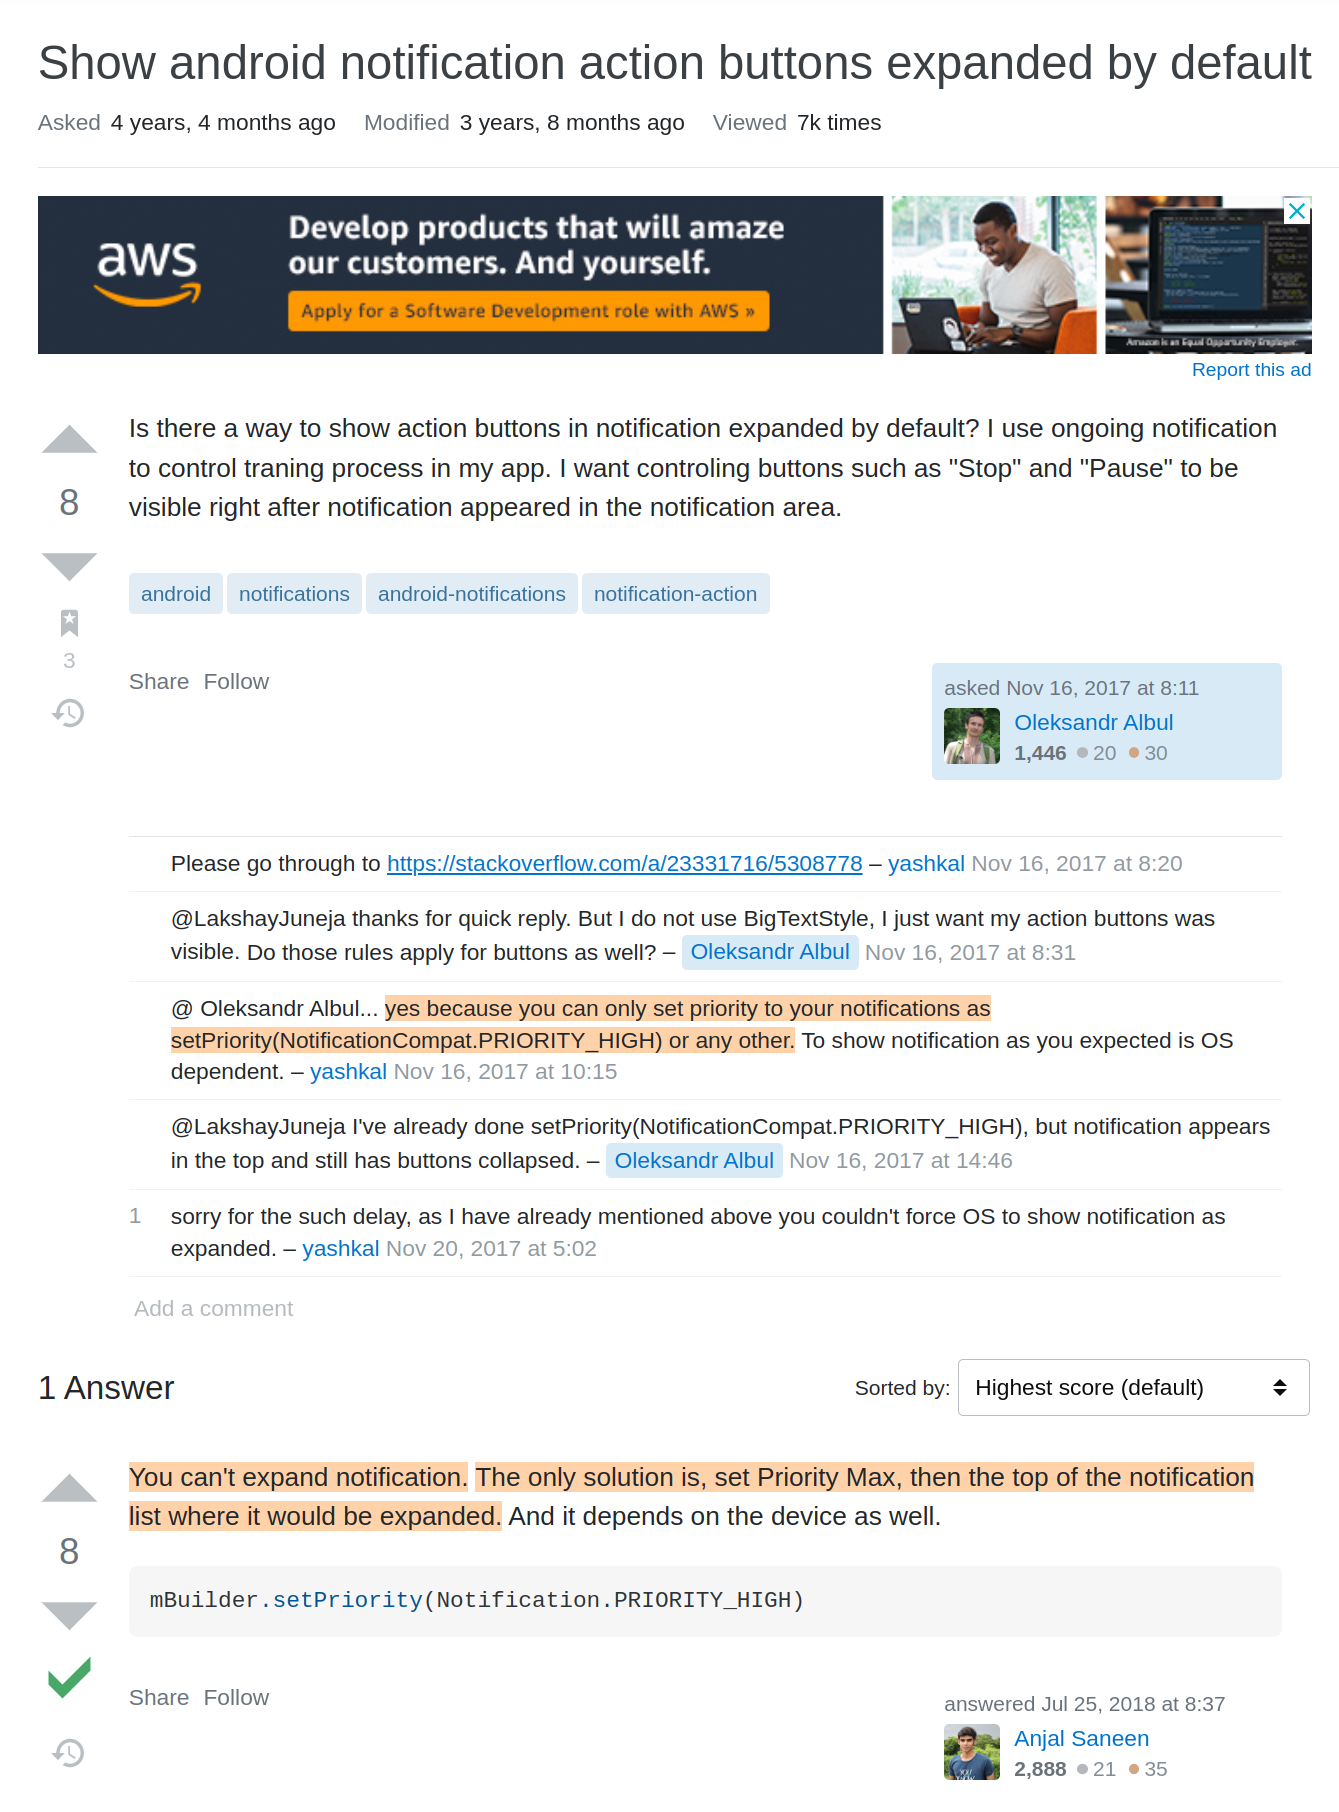 Show android notification action buttons expanded by default
Asked 4 years, 4 months ago Modified 3 years, 8 months ago Viewed 7k times
aws
Develop products that will amaze
our customers. And yourself.
Apply for a Software Development role with AWS »
Amazon is an Equal Opportunity Employer.
Report this ad
Is there a way to show action buttons in notification expanded by default? I use ongoing notification
to control traning process in my app. I want controling buttons such as "Stop" and "Pause" to be
8
visible right after notification appeared in the notification area.
android notifications android-notifications notification-action
3
Share Follow
asked Nov 16, 2017 at 8:11
Oleksandr Albul
1,446 20 30
Please go through to https://stackoverflow.com/a/23331716/5308778 – yashkal Nov 16, 2017 at 8:20
@LakshayJuneja thanks for quick reply. But I do not use BigTextStyle, I just want my action buttons was
visible. Do those rules apply for buttons as well? – Oleksandr Albul Nov 16, 2017 at 8:31
@ Oleksandr Albul... yes because you can only set priority to your notifications as
setPriority(NotificationCompat.PRIORITY_HIGH) or any other. To show notification as you expected is OS
dependent. – yashkal Nov 16, 2017 at 10:15
@LakshayJuneja I've already done setPriority(NotificationCompat.PRIORITY_HIGH), but notification appears
in the top and still has buttons collapsed. – Oleksandr Albul Nov 16, 2017 at 14:46
1 sorry for the such delay, as I have already mentioned above you couldn't force OS to show notification as
expanded. – yashkal Nov 20, 2017 at 5:02
Add a comment
1 Answer
Sorted by: Highest score (default)
You can't expand notification. The only solution is, set Priority Max, then the top of the notification
list where it would be expanded. And it depends on the device as well.
8
mBuilder.setPriority(Notification.PRIORITY_HIGH)
Share Follow
answered Jul 25, 2018 at 8:37
Anjal Saneen
2,888 21 35